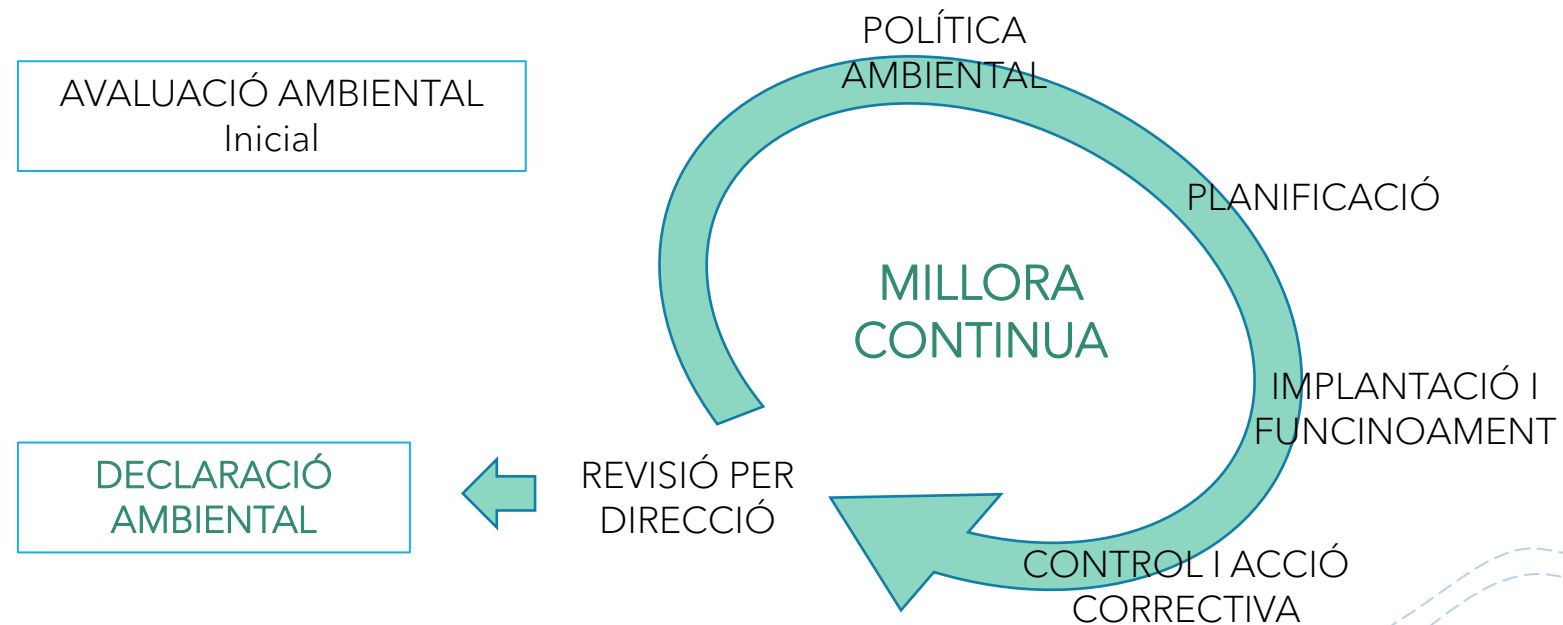 AVALUACIÓ AMBIENTAL
Inicial
POLÍTICA
AMBIENTAL
PLANIFICACIÓ
MILLORA
CONTINUA
IMPLANTACIÓ I
FUNCINOAMENT
CONTROL I ACCIÓ
CORRECTIVA
REVISIÓ PER
DIRECCIÓ
DECLARACIÓ
AMBIENTAL